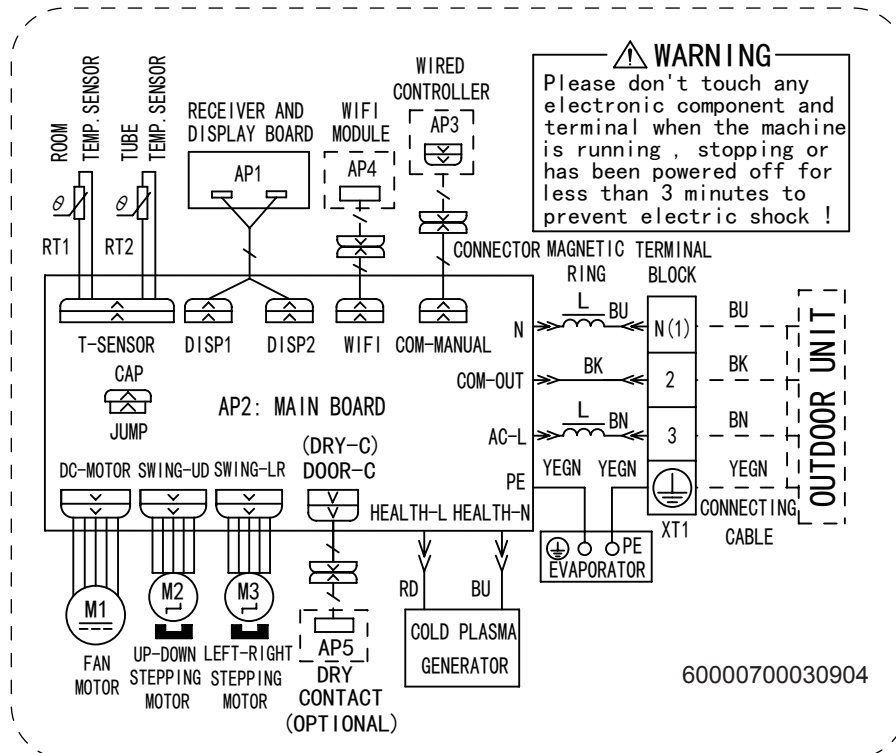 WARNING
Please don't touch any
electronic component and
terminal when the machine
is running , stopping or
has been powered off for
less than 3 minutes to
prevent electric shock !
ROOM
TEMP. SENSOR
TUBE
TEMP. SENSOR
RECEIVER AND
DISPLAY BOARD
WIFI
MODULE
WIRED
CONTROLLER
AP1
AP4
AP3
θ
θ
RT1
RT2
CONNECTOR
MAGNETIC
RING
TERMINAL
BLOCK
T-SENSOR
DISP1
DISP2
WIFI
COM-MANUAL
CAP
JUMP
AP2: MAIN BOARD
N
L
BU
N(1)
BU
COM-OUT
BK
2
BK
AC-L
L
BN
3
BN
PE
YEGN
YEGN
YEGN
XT1
CONNECTING
CABLE
OUTDOOR UNIT
PE
EVAPORATOR
DC-MOTOR
SWING-UD
SWING-LR
(DRY-C)
DOOR-C
HEALTH-L
HEALTH-N
M1
M2
M3
FAN
MOTOR
UP-DOWN
STEPPING
MOTOR
LEFT-RIGHT
STEPPING
MOTOR
AP5
DRY
CONTACT
(OPTIONAL)
RD
BU
COLD PLASMA
GENERATOR
60000700030904